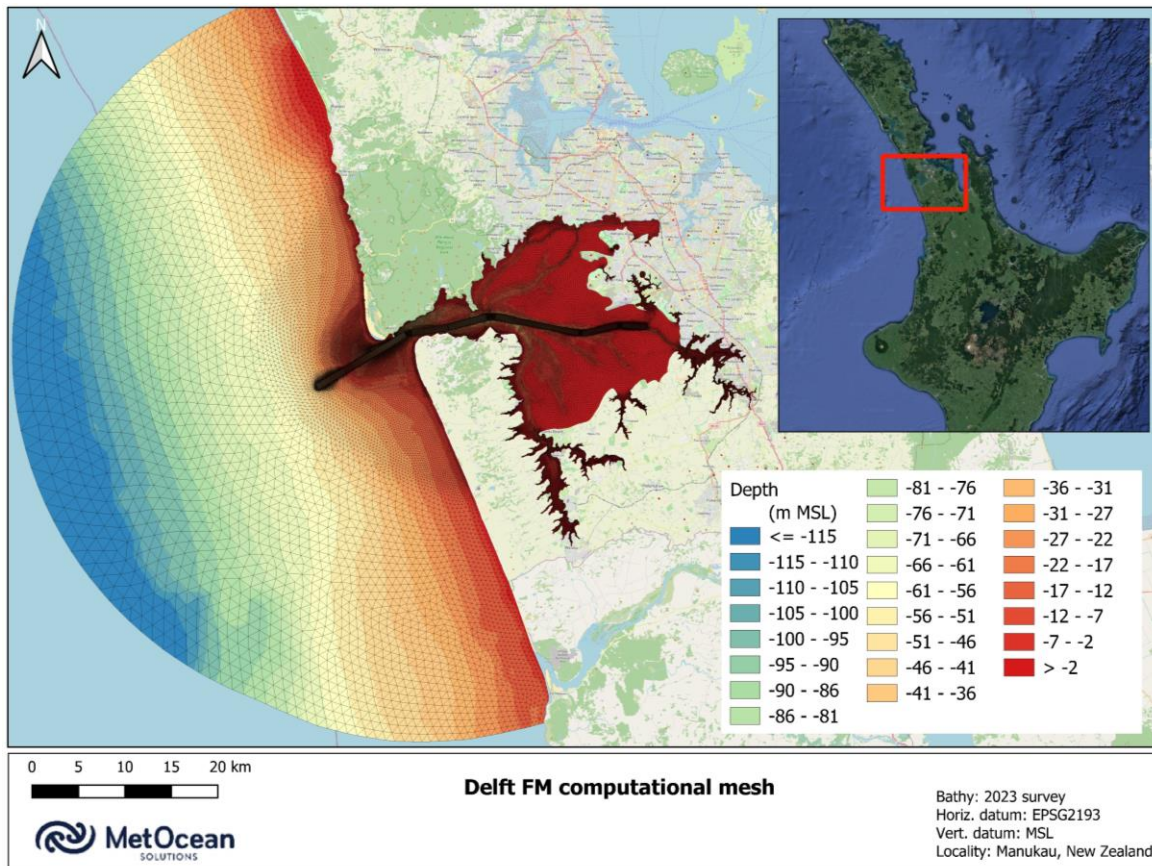 N
Depth
(m MSL)
<= -115
-115 - -110
-110 - -105
-105 - -100
-100 - -95
-95 - -90
-90 - -86
-86 - -81
-81 - -76
-76 - -71
-71 - -66
-66 - -61
-61 - -56
-56 - -51
-51 - -46
-46 - -41
-41 - -36
-36 - -31
-31 - -27
-27 - -22
-22 - -17
-17 - -12
-12 - -7
-7 - -2
> -2
0 5 10 15 20 km
Delft FM computational mesh
MetOcean
SOLUTIONS
Bathy: 2023 survey
Horiz. datum: EPSG2193
Vert. datum: MSL
Locality: Manukau, New Zealand